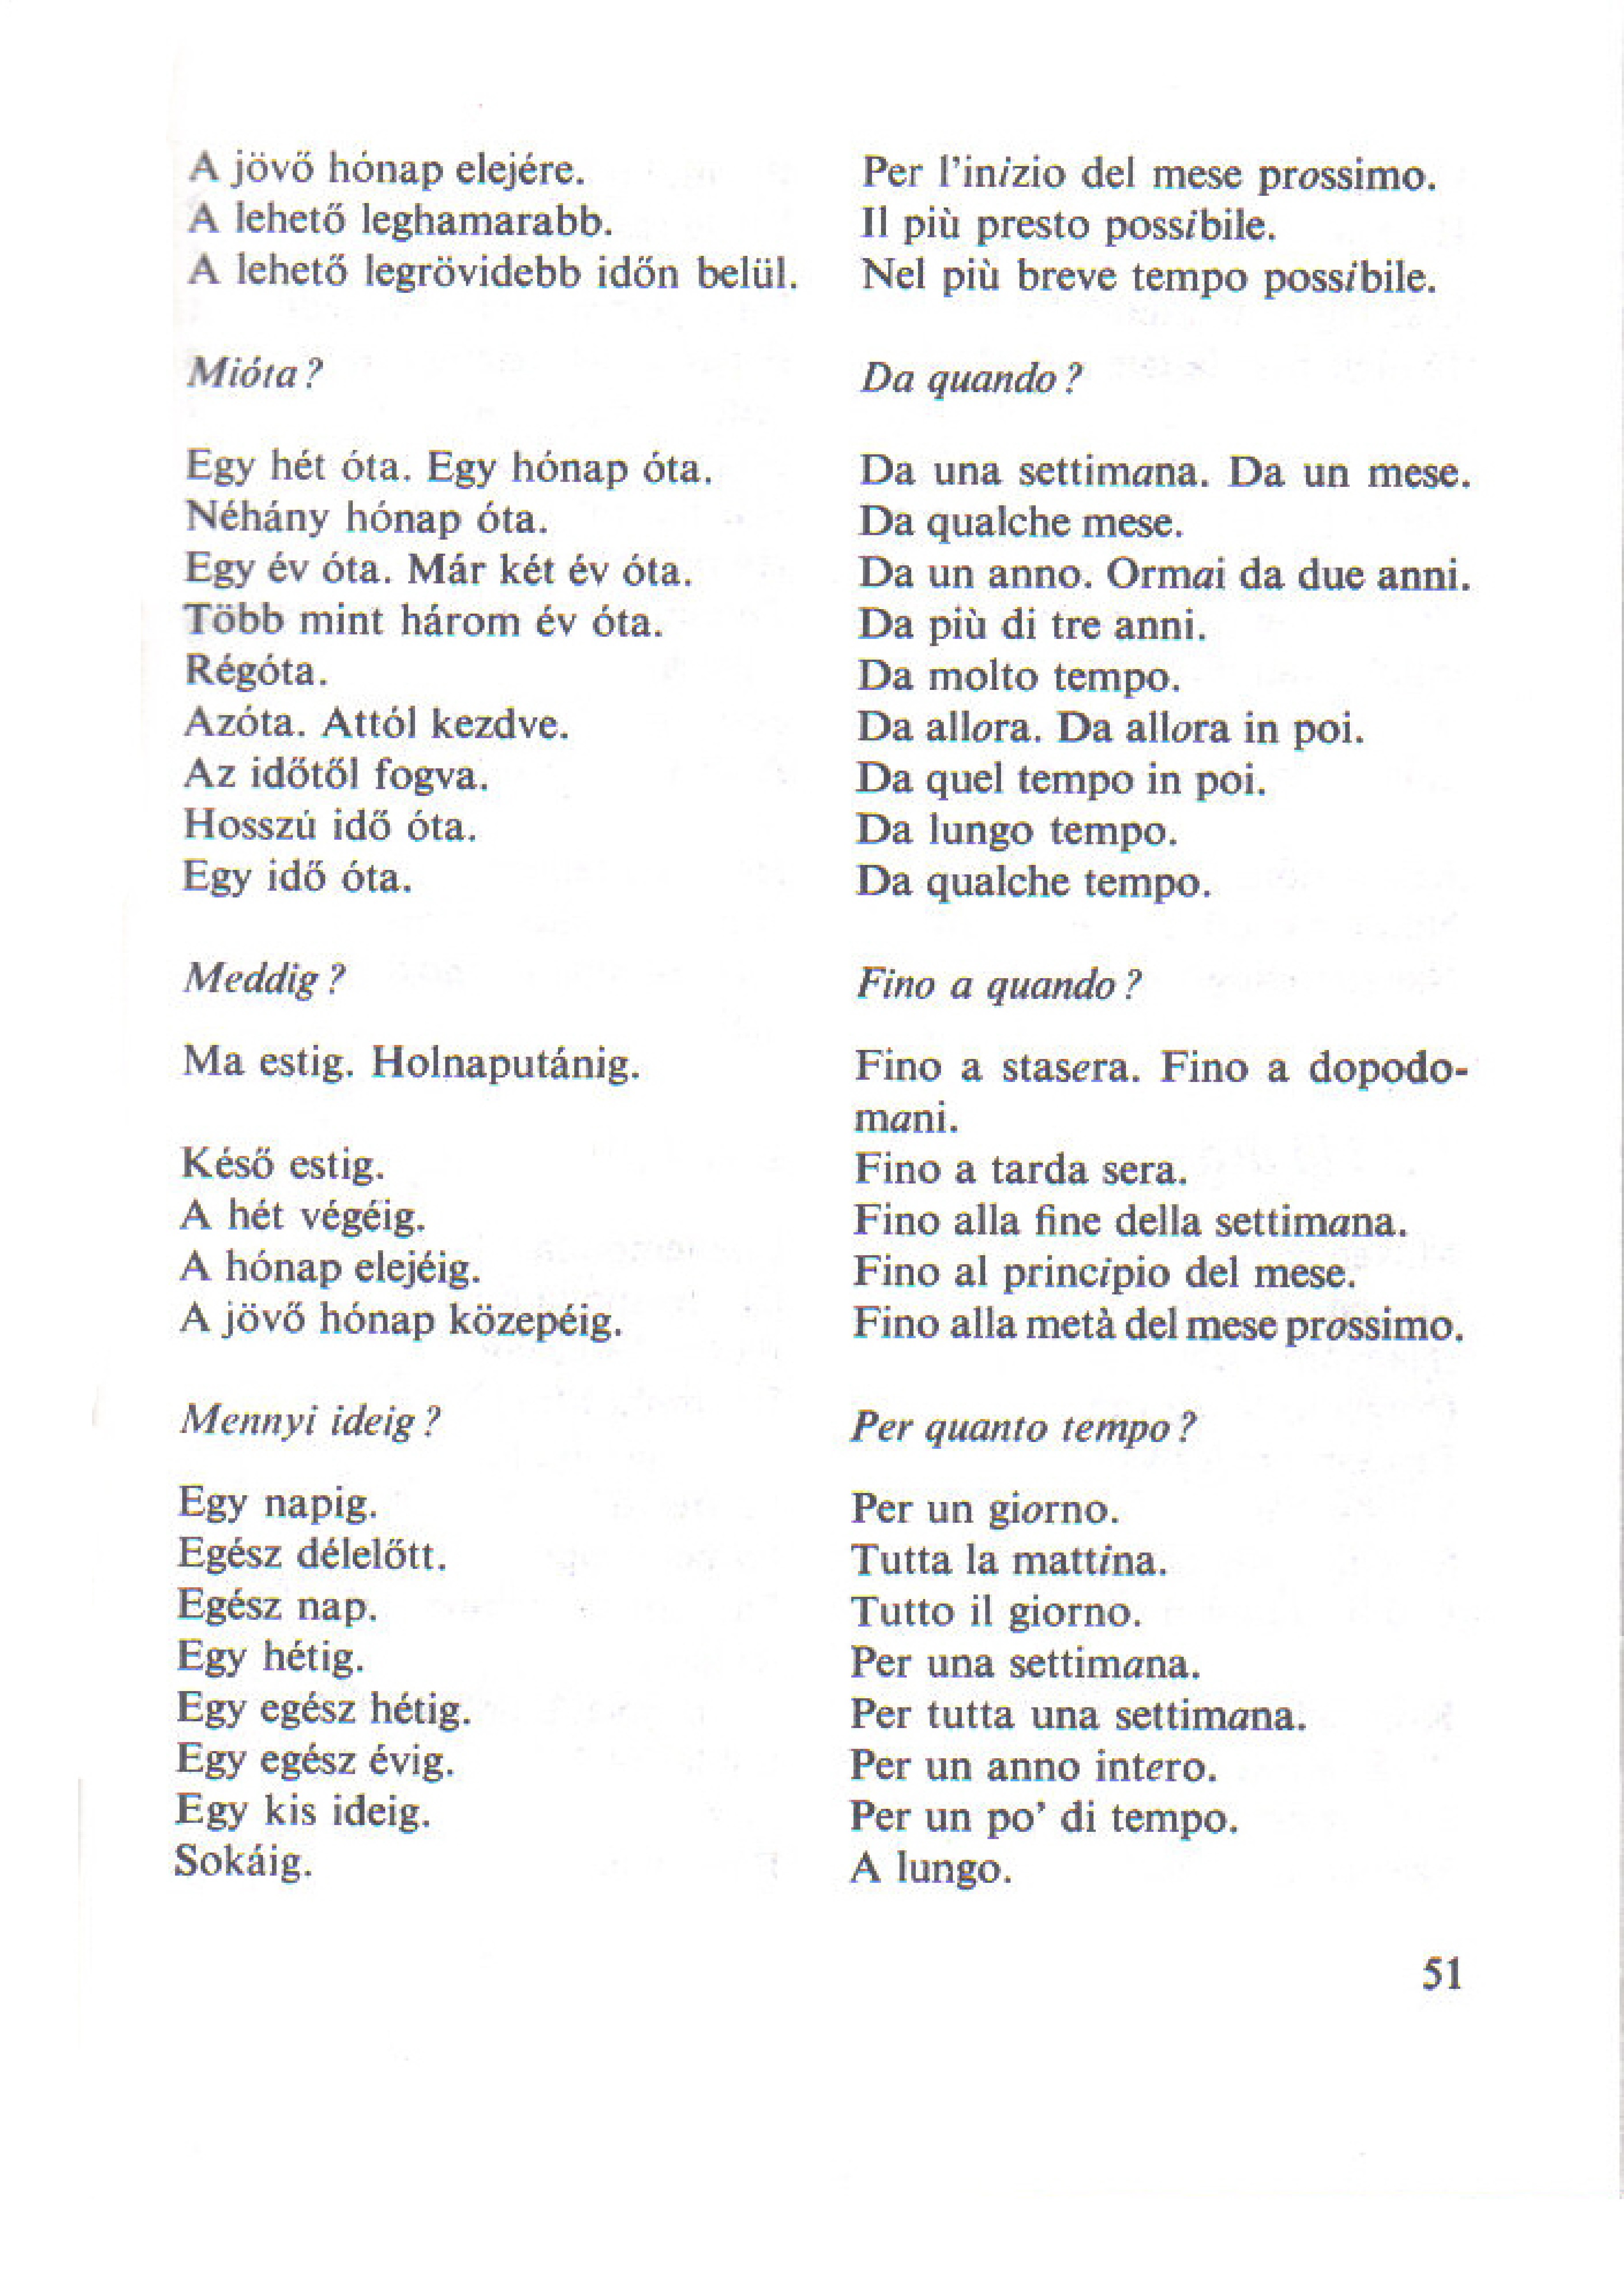 A jövő hónap elejére.
A lehető leghamarabb.
A lehető legrövidebb időn belül.
Mióta?
Egy hét óta. Egy hónap óta.
Néhány hónap óta.
Egy év óta. Már két év óta.
Több mint három év óta.
Régóta.
Azóta. Attól kezdve.
Az időtől fogva.
Hosszú idő óta.
Egy idő óta.
Meddig?
Ma estig. Holnaputánig.
Késő estig.
A hét végéig.
A hónap elejéig.
A jövő hónap közepéig.
Mennyi ideig?
Egy napig.
Egész délelőtt.
Egész nap.
Egy hétig.
Egy egész hétig.
Egy egész évig.
Egy kis ideig.
Sokáig.
Per l'inizio del mese prossimo.
Il più presto possibile.
Nel più breve tempo possibile.
Da quando?
Da una settimana. Da un mese.
Da qualche mese.
Da un anno. Ormai da due anni.
Da più di tre anni.
Da molto tempo.
Da allora. Da allora in poi.
Da quel tempo in poi.
Da lungo tempo.
Da qualche tempo.
Fino a quando?
Fino a stasera. Fino a dopodo-
mani.
Fino a tarda sera.
Fino alla fine della settimana.
Fino al principio del mese.
Fino alla metà del mese prossimo.
Per quanto tempo?
Per un giorno.
Tutta la mattina.
Tutto il giorno.
Per una settimana.
Per tutta una settimana.
Per un anno intero.
Per un po' di tempo.
A lungo.
51